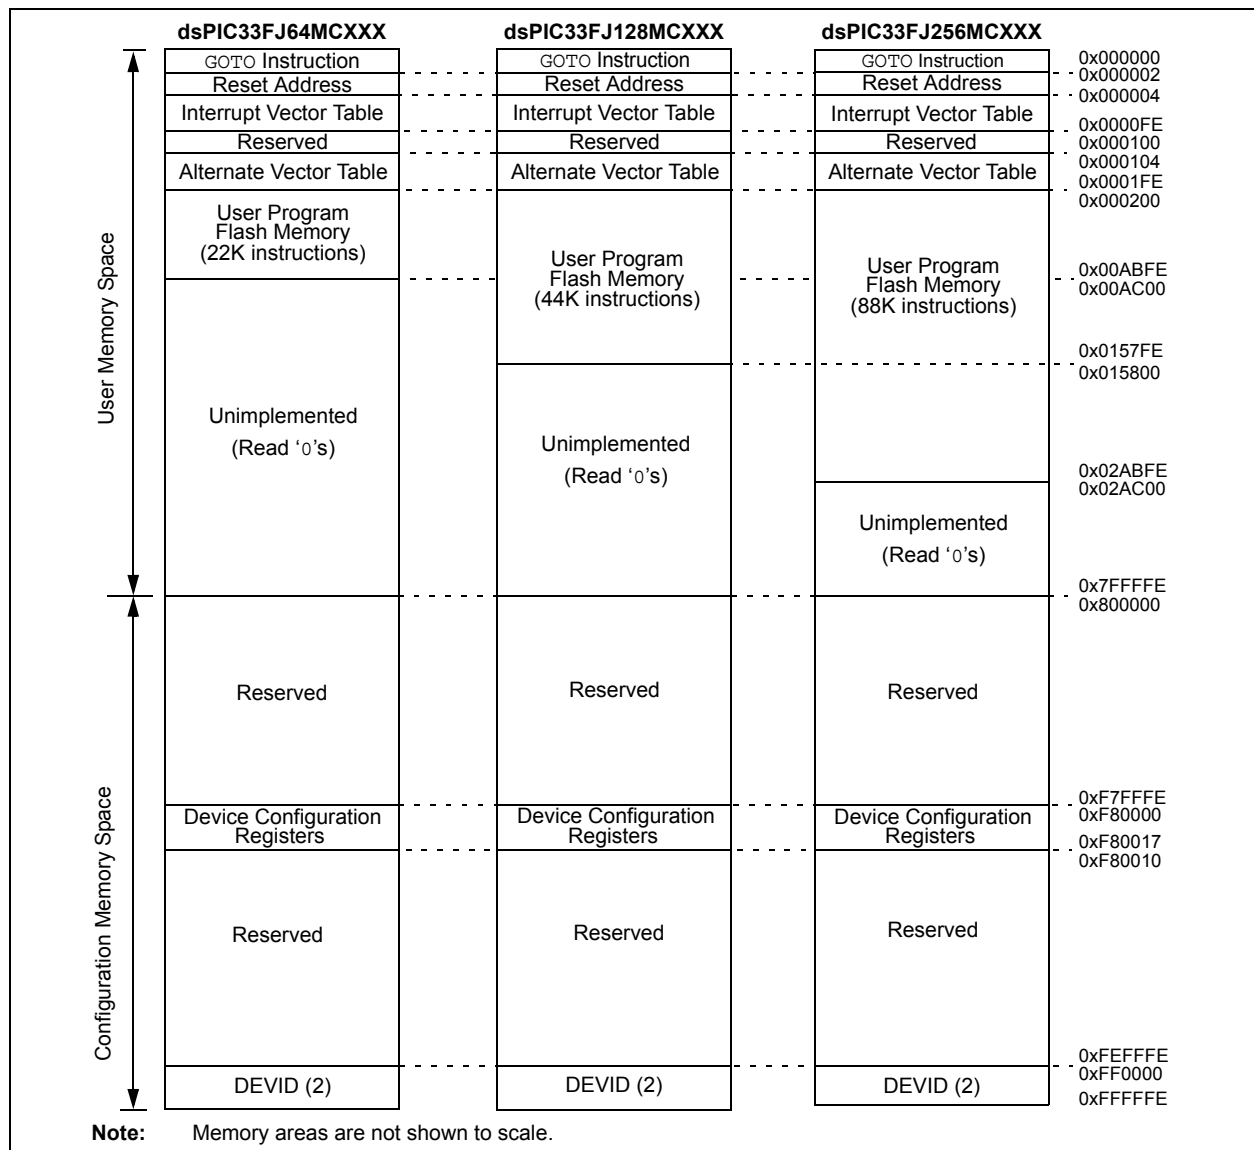 dsPIC33FJ64MCXXX
dsPIC33FJ128MCXXX
dsPIC33FJ256MCXXX
User Memory Space
Configuration Memory Space
GOTO Instruction
Reset Address
Interrupt Vector Table
Reserved
Alternate Vector Table
User Program
Flash Memory
(22K instructions)
Unimplemented
(Read ‘0’s)
Reserved
Device Configuration
Registers
Reserved
DEVID (2)
GOTO Instruction
Reset Address
Interrupt Vector Table
Reserved
Alternate Vector Table
User Program
Flash Memory
(44K instructions)
Unimplemented
(Read ‘0’s)
Reserved
Device Configuration
Registers
Reserved
DEVID (2)
GOTO Instruction
Reset Address
Interrupt Vector Table
Reserved
Alternate Vector Table
User Program
Flash Memory
(88K instructions)
Unimplemented
(Read ‘0’s)
Reserved
Device Configuration
Registers
Reserved
DEVID (2)
0x000000
0x000002
0x000004
0x0000FE
0x000100
0x000104
0x0001FE
0x000200
0x00ABFE
0x00AC00
0x0157FE
0x015800
0x02ABFE
0x02AC00
0x7FFFFE
0x800000
0xF7FFFE
0xF80000
0xF80017
0xF80010
0xFEFFFE
0xFF0000
0xFFFFFE
Note: Memory areas are not shown to scale.